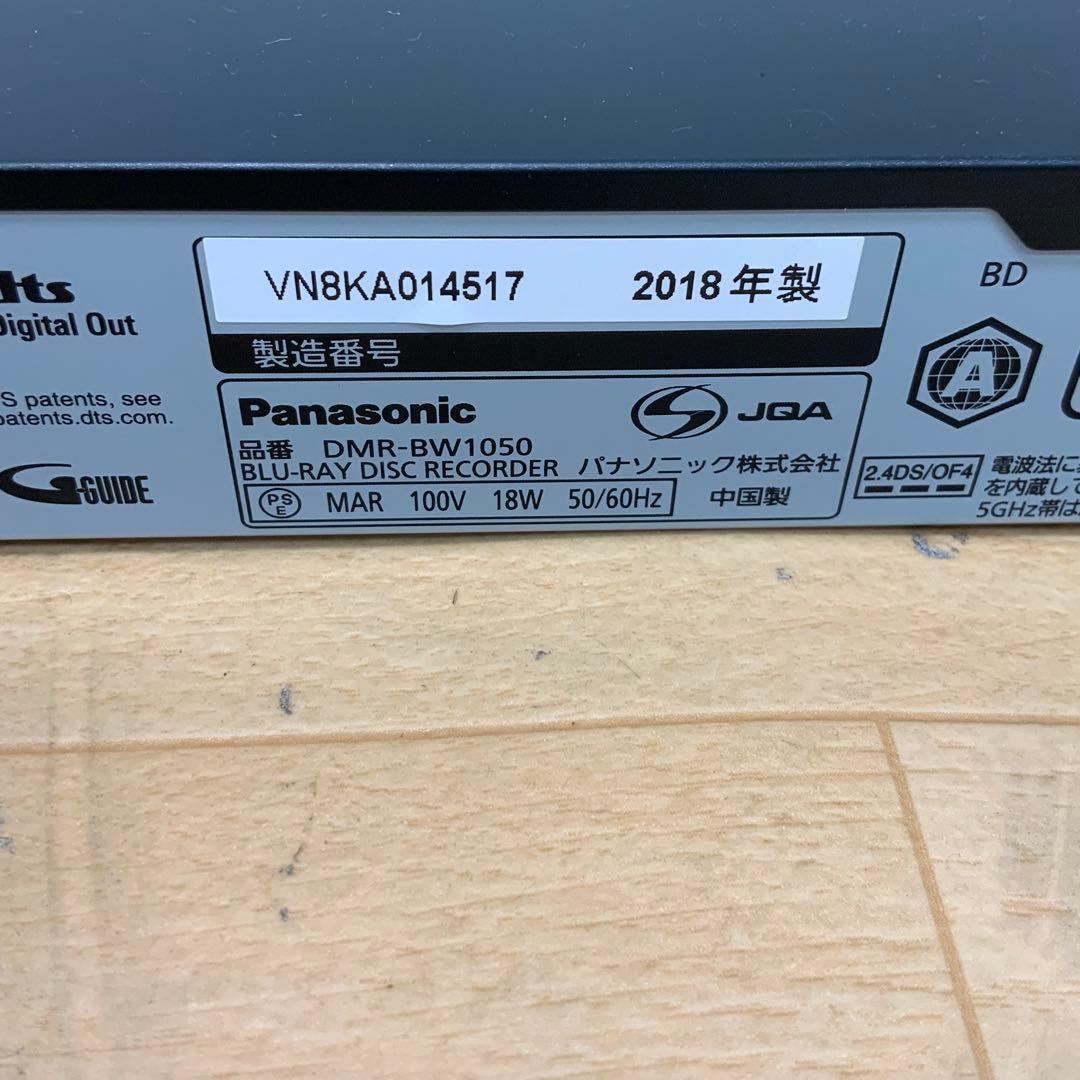 dts
Digital Out
S patents, see
patents.dts.com.
G-GUIDE
VN8KA014517 2018年製
製造番号
Panasonic
JQA
品番 DMR-BW1050
BLU-RAY DISC RECORDER パナソニック株式会社
PSE MAR 100V 18W 50/60Hz 中国製
BD
A
2.4DS/OF4
電波法に
を内蔵して
5GHz帯は